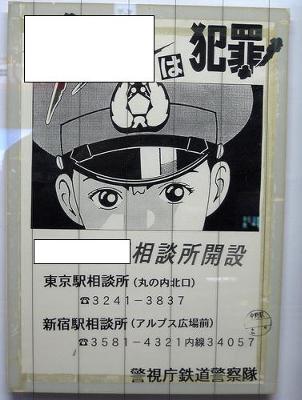 は犯罪
相談所開設
東京駅相談所(丸の内北口)
☎3241-3837
新宿駅相談所(アルプス広場前)
☎3581-4321内線34057
警視庁鉄道警察隊